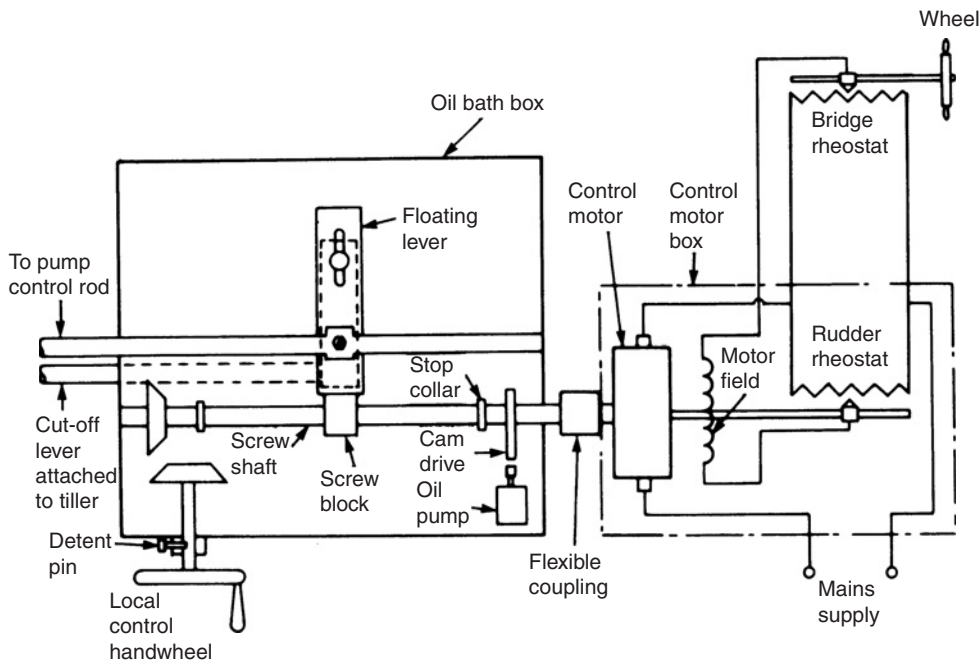 Wheel
Oil bath box
Bridge
rheostat
Control
motor
Control
motor
box
Floating
lever
To pump
control rod
Rudder
rheostat
Motor
field
Stop
collar
Cut-off
lever
attached
to tiller
Screw
shaft
Screw
block
Cam
drive
Oil
pump
Detent
pin
Flexible
coupling
Mains
supply
Local
control
handwheel